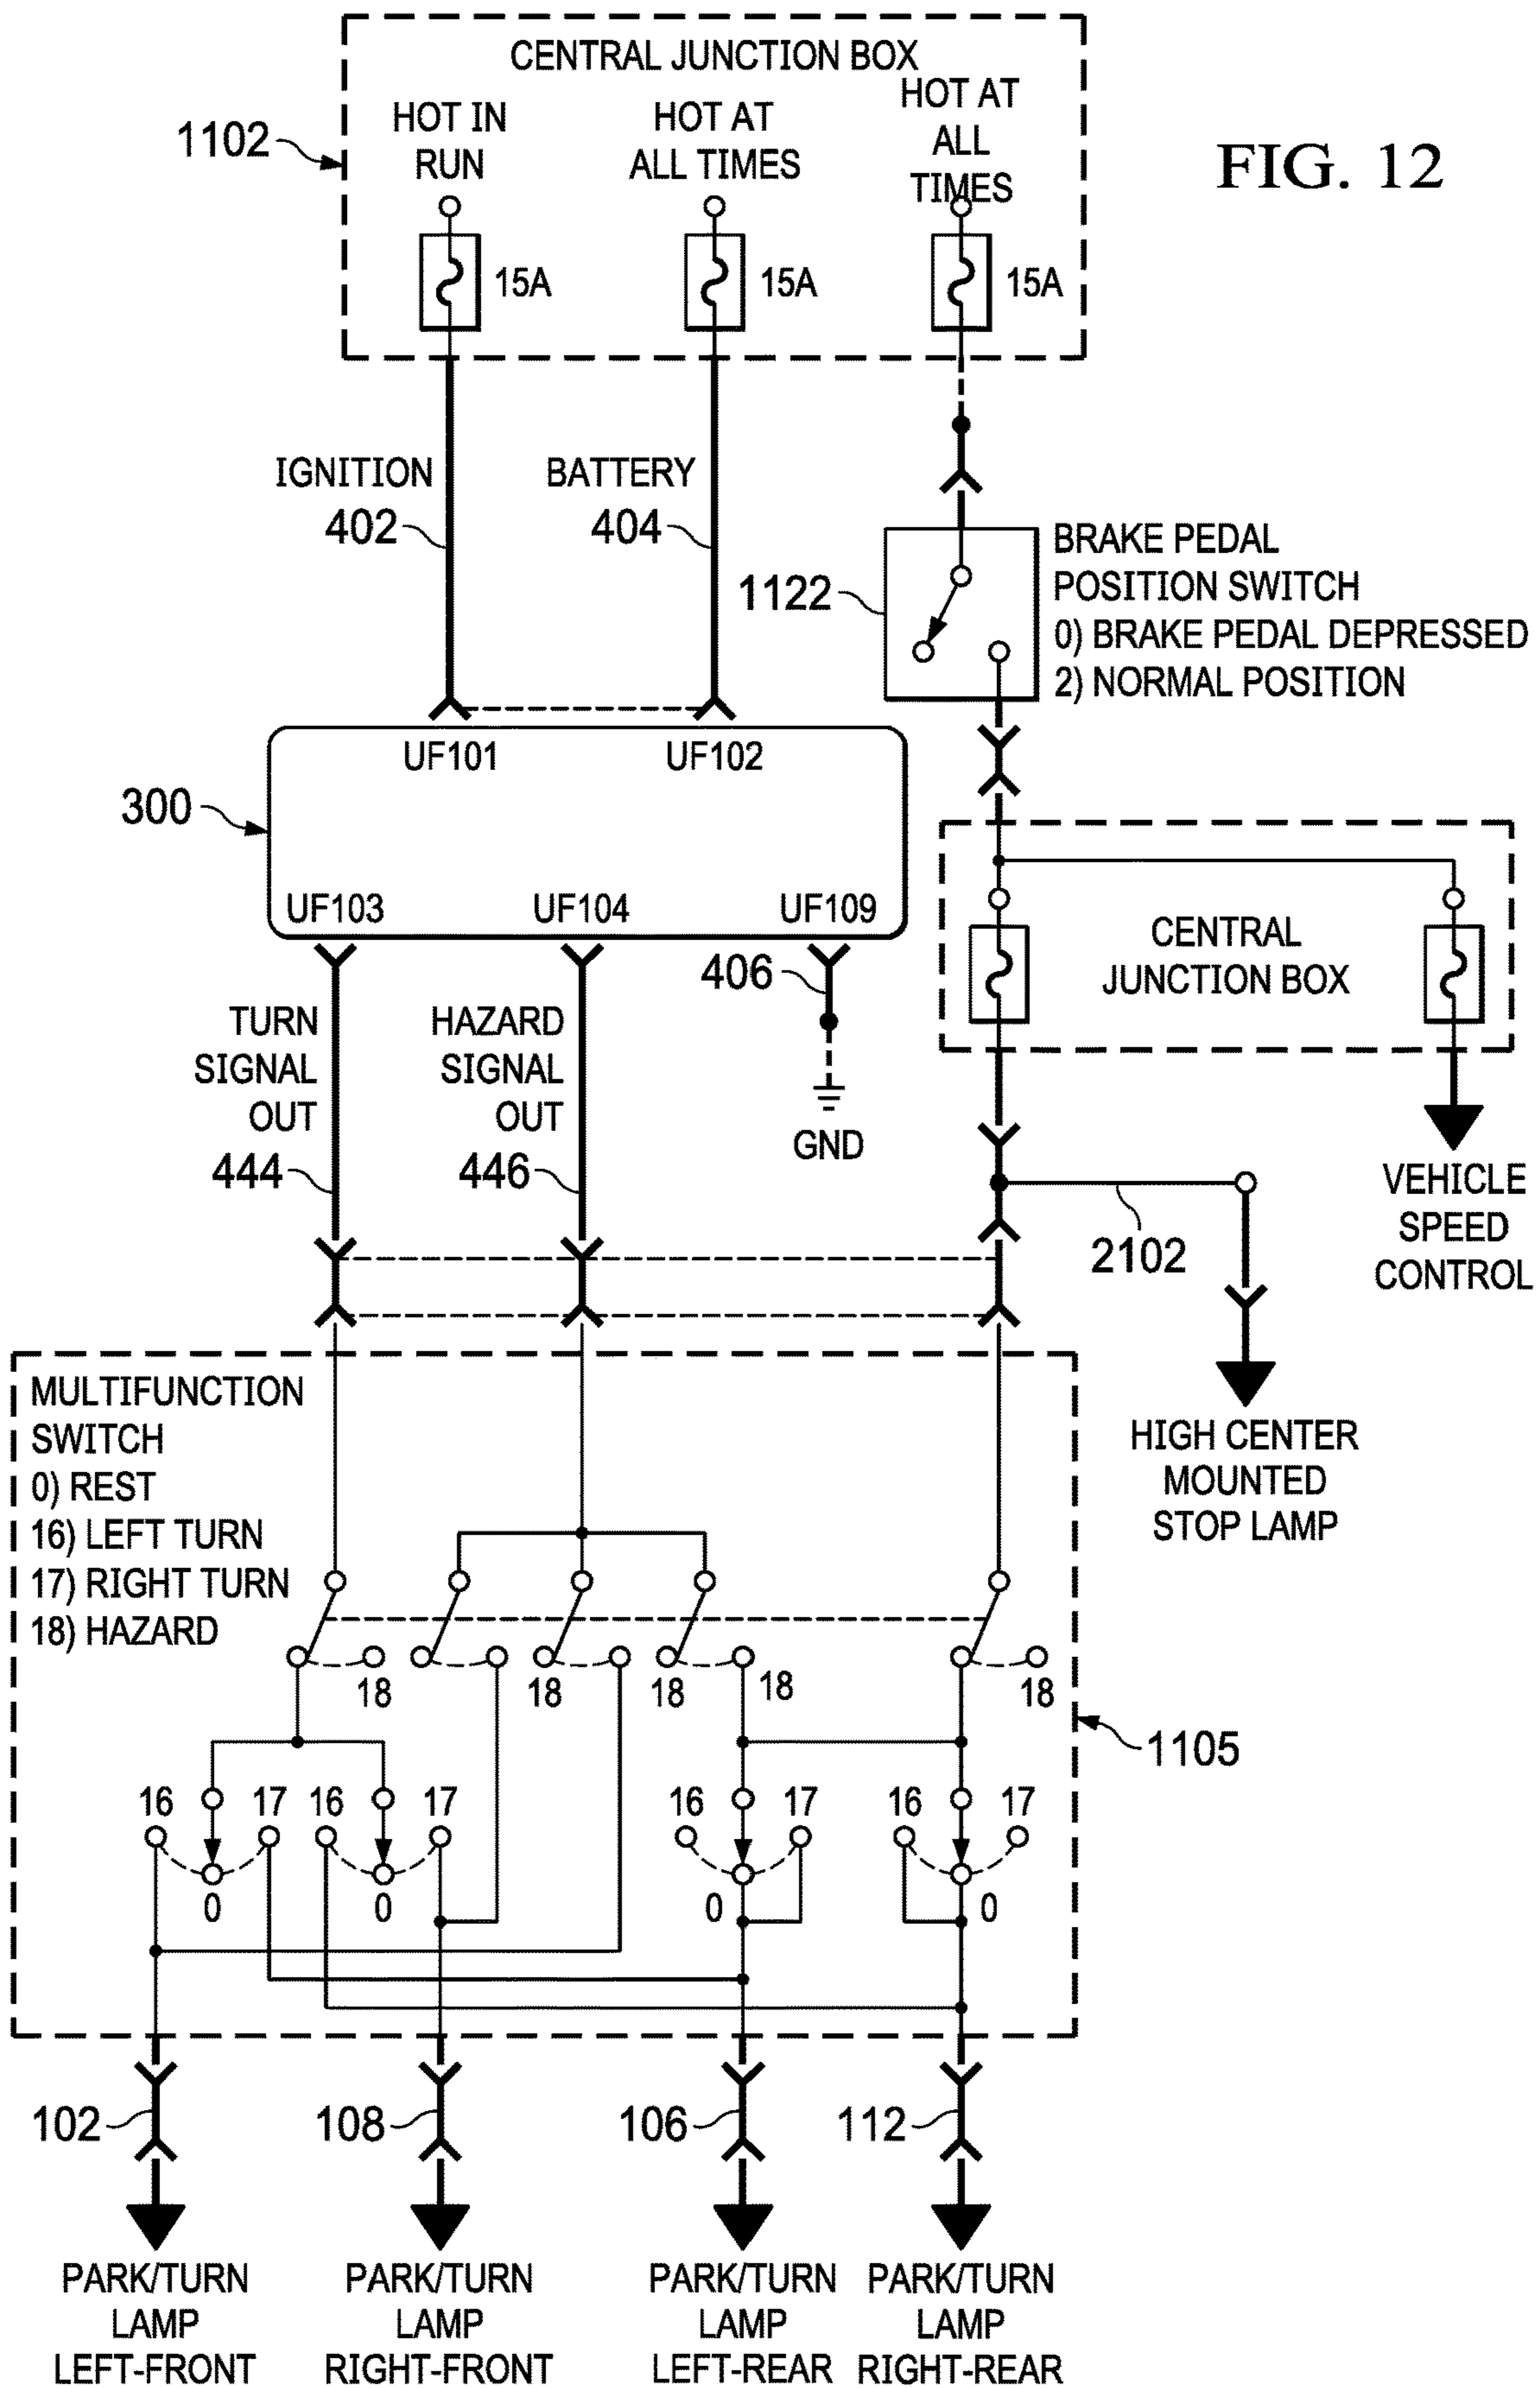 FIG. 12
CENTRAL JUNCTION BOX
1102
HOT IN
RUN
HOT AT
ALL TIMES
HOT AT
ALL
TIMES
15A
15A
15A
IGNITION
402
BATTERY
404
1122
BRAKE PEDAL
POSITION SWITCH
0) BRAKE PEDAL DEPRESSED
2) NORMAL POSITION
UF101
UF102
300
UF103
UF104
UF109
406
GND
CENTRAL
JUNCTION BOX
TURN
SIGNAL
OUT
444
HAZARD
SIGNAL
OUT
446
2102
VEHICLE
SPEED
CONTROL
HIGH CENTER
MOUNTED
STOP LAMP
MULTIFUNCTION
SWITCH
0) REST
16) LEFT TURN
17) RIGHT TURN
18) HAZARD
18
18
18
18
18
1105
16
17
16
17
16
17
16
17
0
0
0
0
102
108
106
112
PARK/TURN
LAMP
LEFT-FRONT
PARK/TURN
LAMP
RIGHT-FRONT
PARK/TURN
LAMP
LEFT-REAR
PARK/TURN
LAMP
RIGHT-REAR